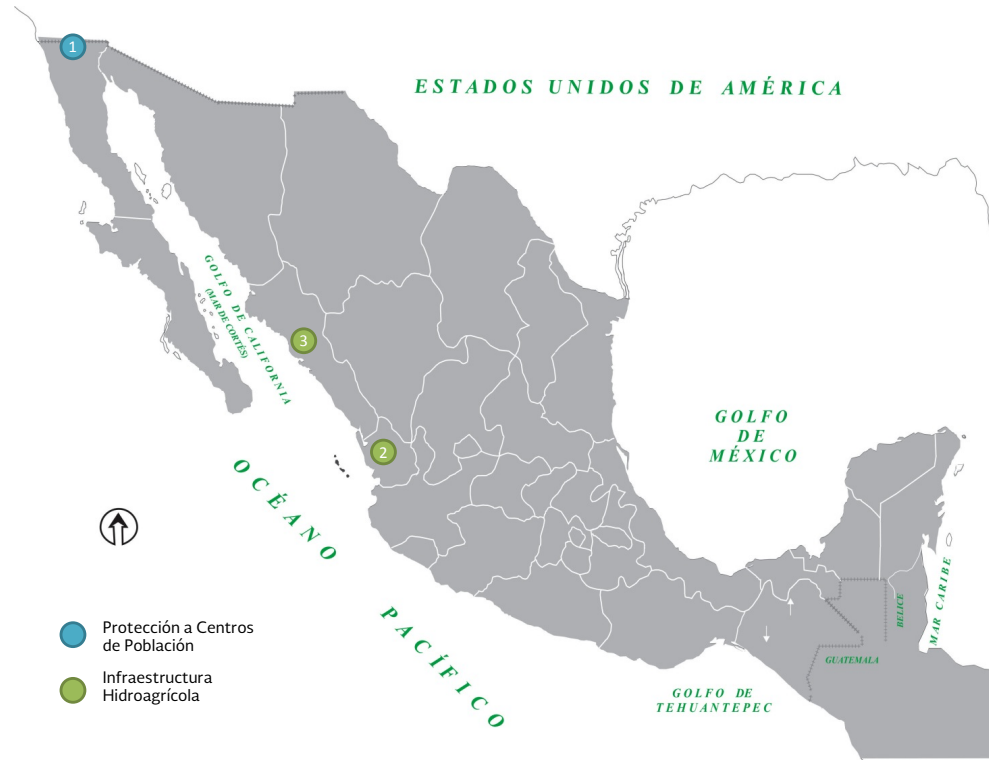 1
ESTADOS UNIDOS DE AMÉRICA
GOLFO DE CALIFORNIA
(MAR DE CORTÉS)
3
2
GOLFO
DE
MÉXICO
OCÉANO
PACÍFICO
MAR CARIBE
BELICE
GUATEMALA
GOLFO DE
TEHUANTEPEC
Protección a Centros
de Población
Infraestructura
Hidroagrícola